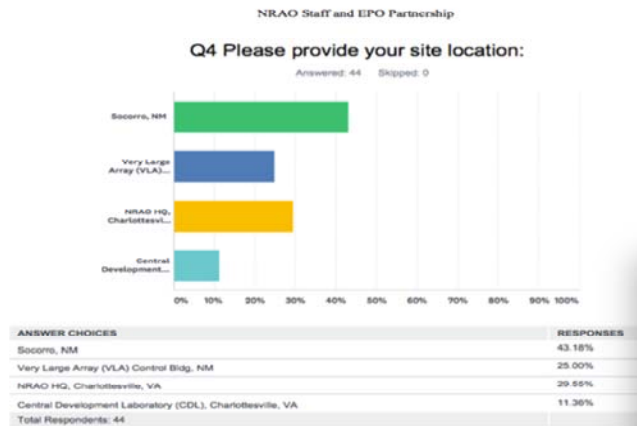 NRAO Staff and EPO Partnership
Q4 Please provide your site location:
Answered: 44 Skipped: 0
Socorro, NM
Very Large
Array (VLA)...
NRAO HQ,
Charlottesvi...
Central
Development...
0% 10% 20% 30% 40% 50% 60% 70% 80% 90% 100%
ANSWER CHOICES RESPONSES
Socorro, NM 43.18%
Very Large Array (VLA) Control Bldg, NM 25.00%
NRAO HQ, Charlottesville, VA 29.55%
Central Development Laboratory (CDL), Charlottesville, VA 11.36%
Total Respondents: 44